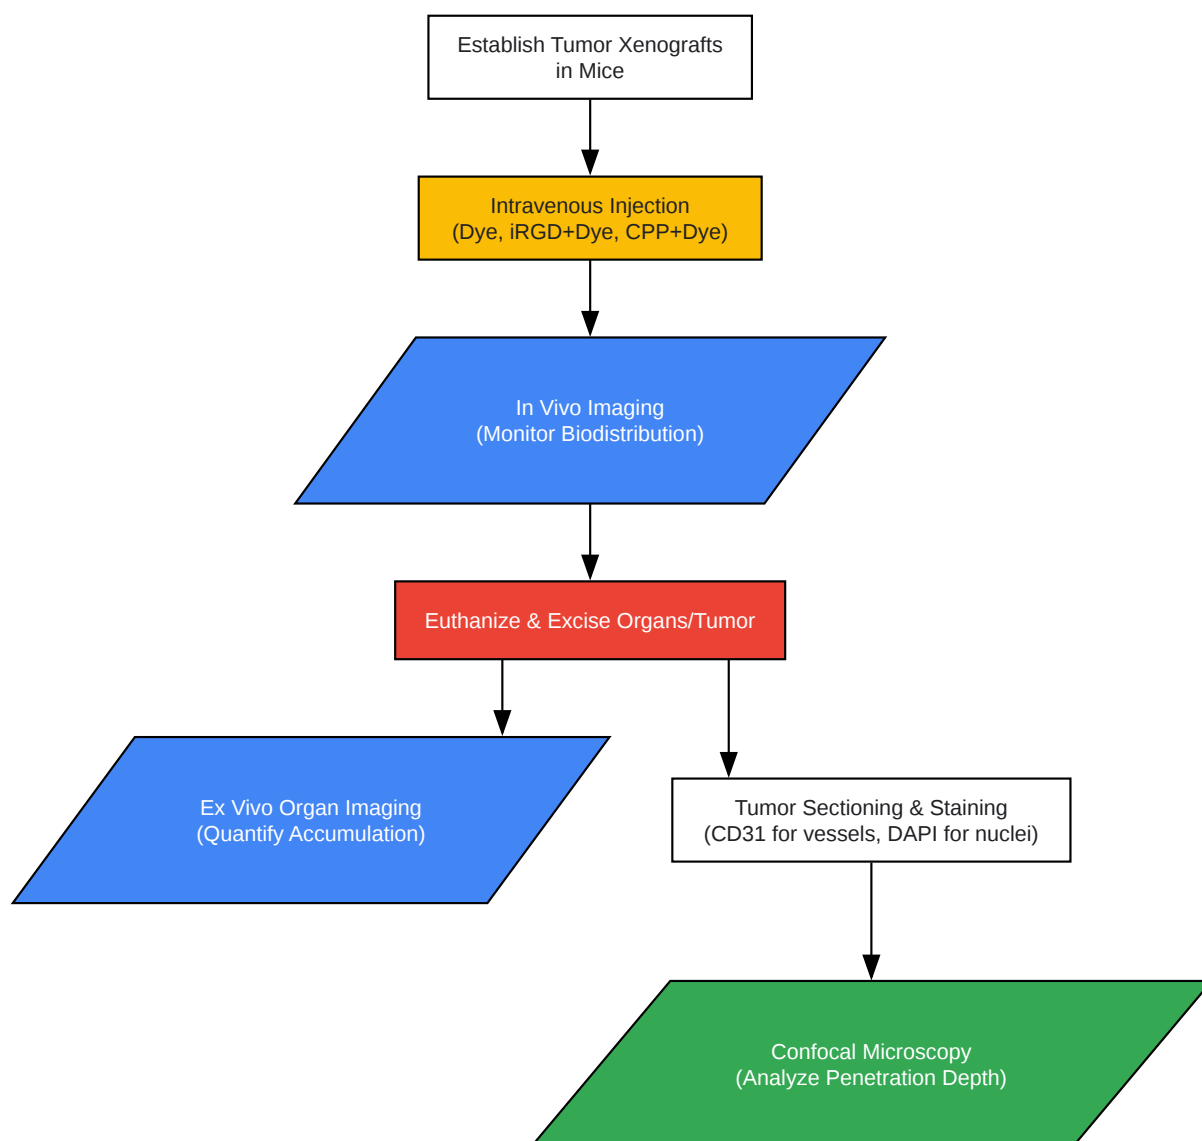 Establish Tumor Xenografts
in Mice
Intravenous Injection
(Dye, iRGD+Dye, CPP+Dye)
In Vivo Imaging
(Monitor Biodistribution)
Euthanize & Excise Organs/Tumor
Ex Vivo Organ Imaging
(Quantify Accumulation)
Tumor Sectioning & Staining
(CD31 for vessels, DAPI for nuclei)
Confocal Microscopy
(Analyze Penetration Depth)